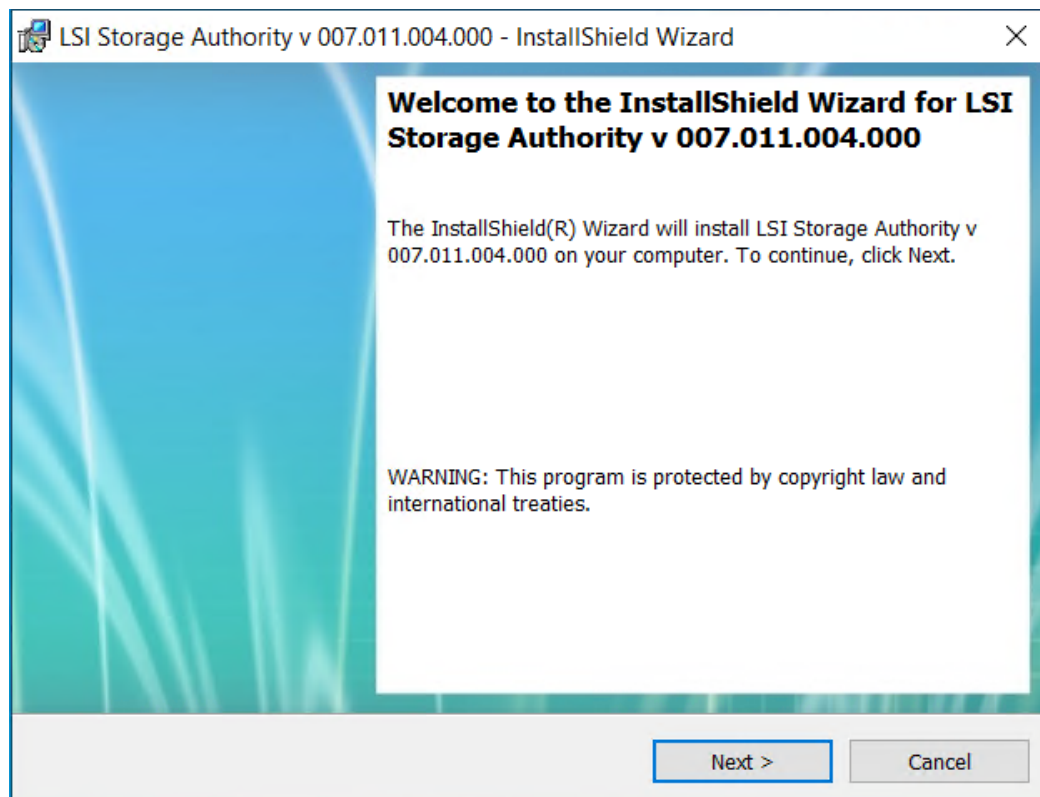 LSI Storage Authority v 007.011.004.000 - InstallShield Wizard
Welcome to the InstallShield Wizard for LSI
Storage Authority v 007.011.004.000
The InstallShield(R) Wizard will install LSI Storage Authority v
007.011.004.000 on your computer. To continue, click Next.
WARNING: This program is protected by copyright law and
international treaties.
Next >
Cancel